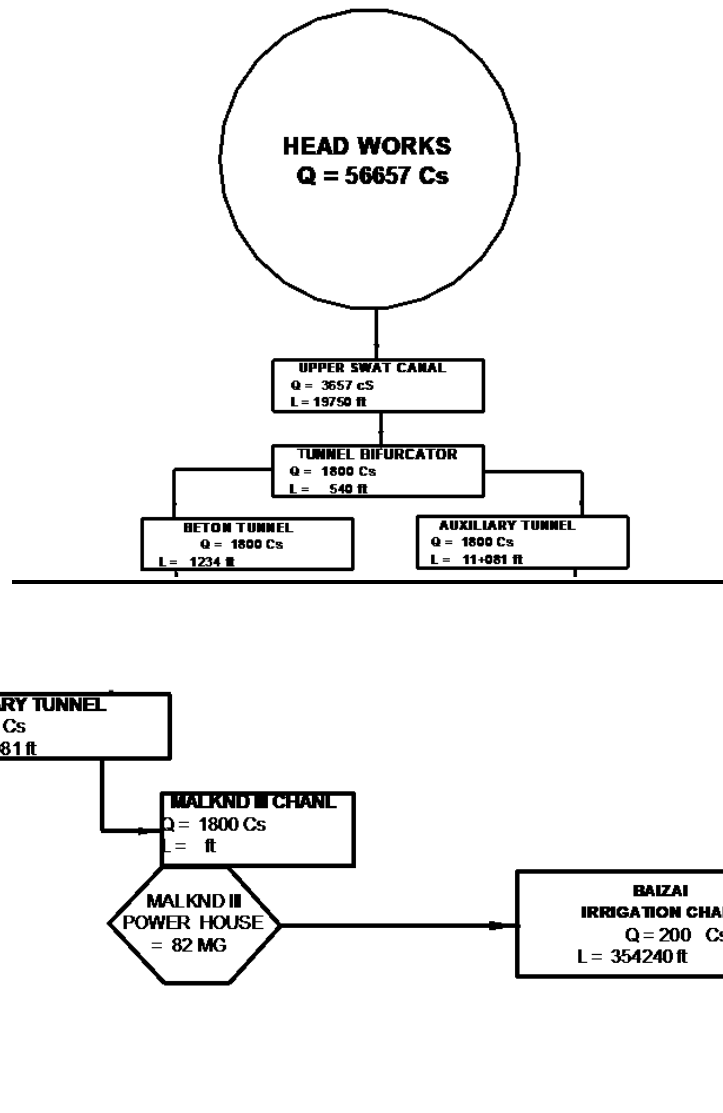 HEAD WORKS
Q = 56657 Cs
UPPER SWAT CANAL
Q = 3657 cS
L = 19750 ft
TUNNEL BIFURCATOR
Q = 1800 Cs
L = 540 ft
BETON TUNNEL
Q = 1800 Cs
L = 1234 ft
AUXILIARY TUNNEL
Q = 1800 Cs
L = 11+081 ft
RY TUNNEL
Cs
81 ft
MALKND III CHANL
Q = 1800 Cs
L = ft
MALKND III
POWER HOUSE
= 82 MG
BAIZAI
IRRIGATION CHA
Q = 200 Cs
L = 354240 ft